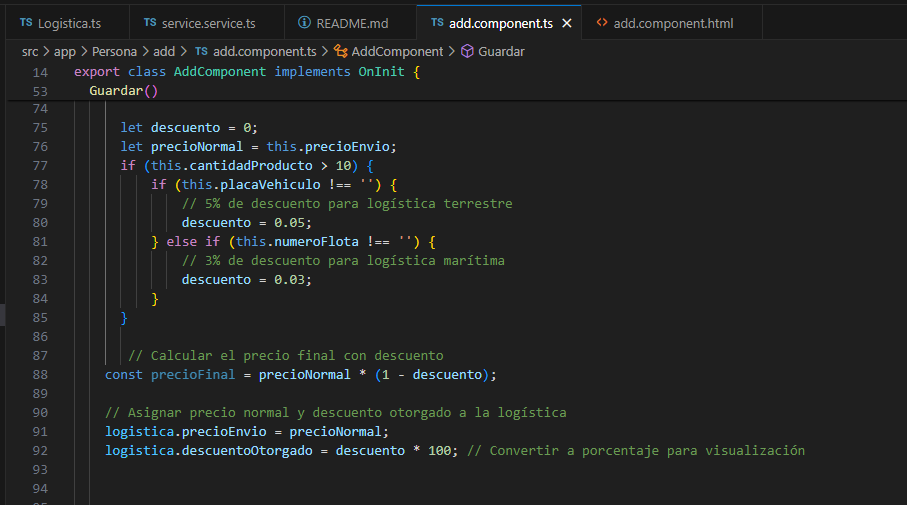 TS Logistica.ts TS service.service.ts README.md TS add.component.ts × <> add.component.html
src > app > Persona > add > TS add.component.ts > AddComponent > Guardar
14 export class AddComponent implements OnInit {
53 Guardar()
74
75 let descuento = 0;
76 let precioNormal = this.precioEnvio;
77 if (this.cantidadProducto > 10) {
78 if (this.placaVehiculo !== '') {
79 // 5% de descuento para logística terrestre
80 descuento = 0.05;
81 } else if (this.numeroFlota !== '') {
82 // 3% de descuento para logística marítima
83 descuento = 0.03;
84 }
85 }
86
87 // Calcular el precio final con descuento
88 const precioFinal = precioNormal * (1 - descuento);
89
90 // Asignar precio normal y descuento otorgado a la logística
91 logistica.precioEnvio = precioNormal;
92 logistica.descuentoOtorgado = descuento * 100; // Convertir a porcentaje para visualización
93
94